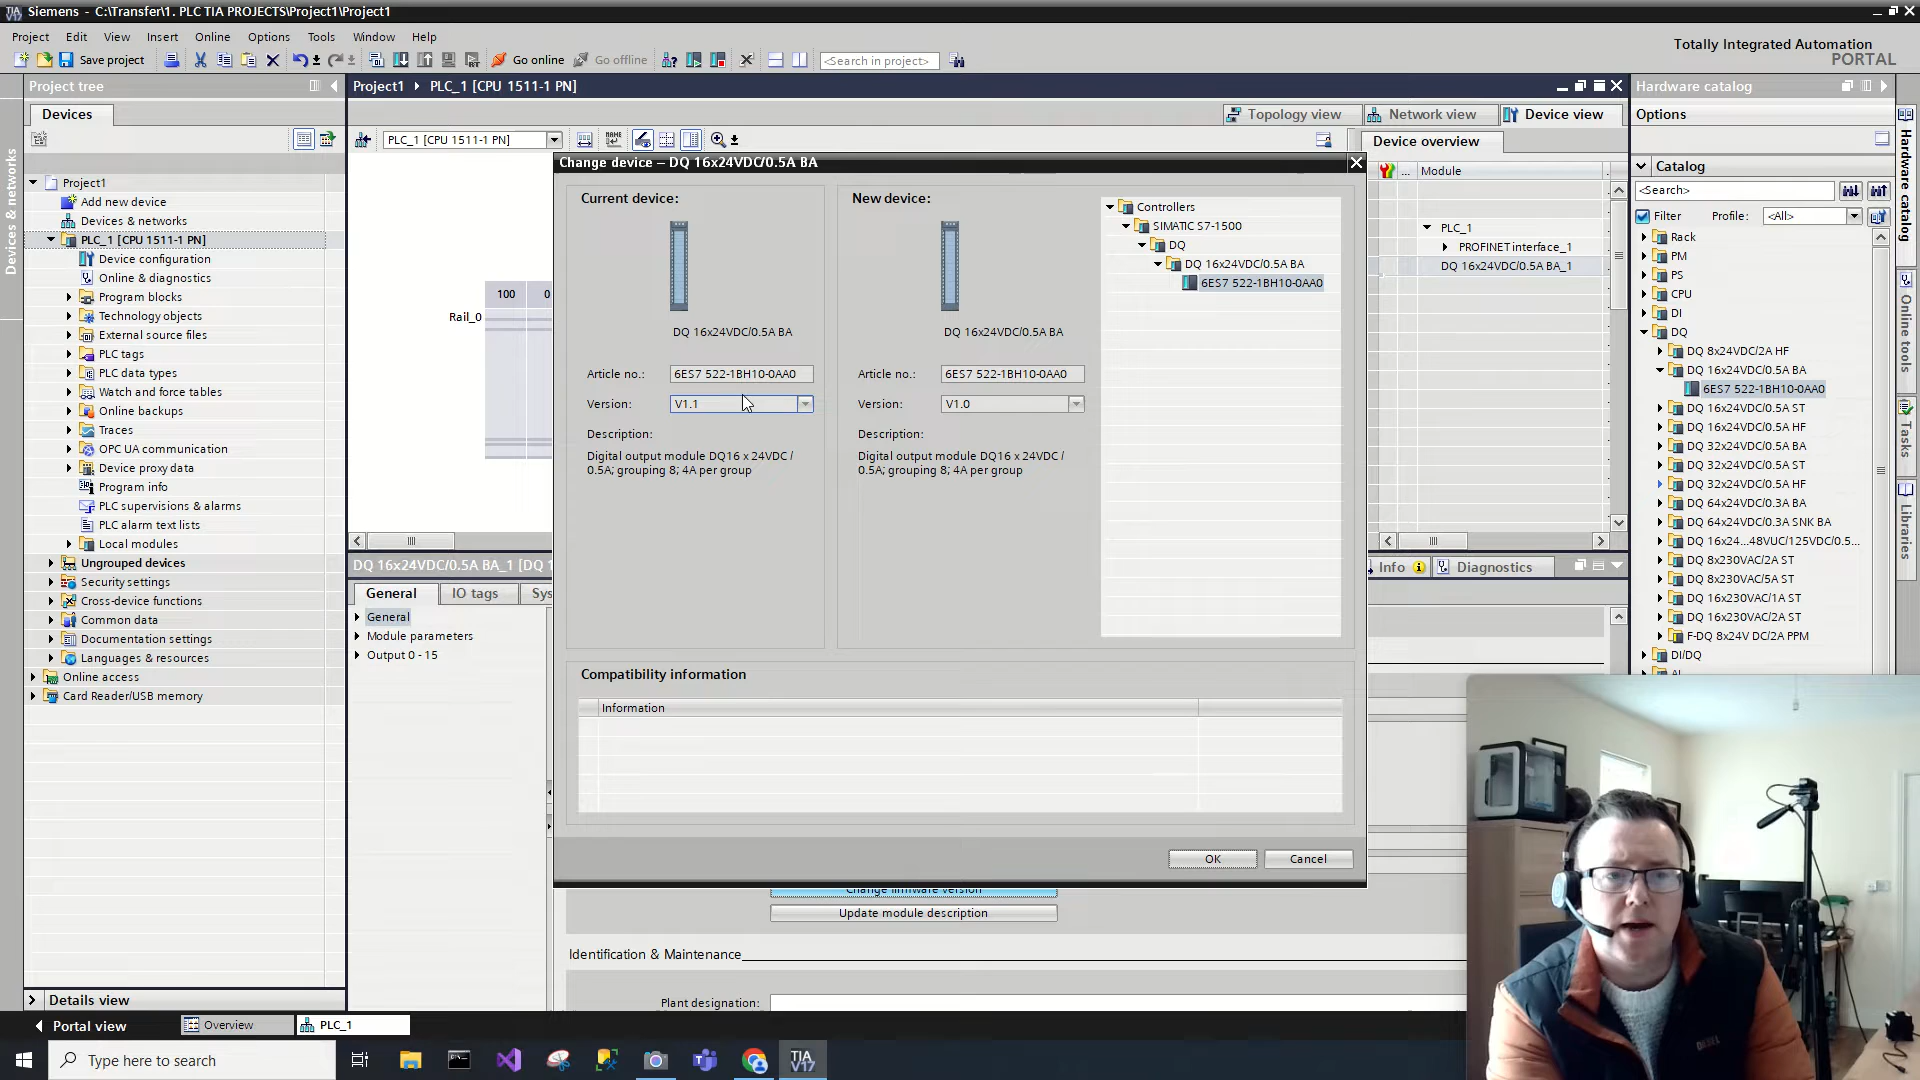 Siemens - C:\Transfer\1. PLC TIA PROJECTS\Project1\Project1
Project Edit View Insert Online Options Tools Window Help
Totally Integrated Automation
PORTAL
Save project
Go online
Go offline
<Search in project>
Project tree
Devices
Devices & networks
Project1
Add new device
Devices & networks
PLC_1 [CPU 1511-1 PN]
Device configuration
Online & diagnostics
Program blocks
Technology objects
External source files
PLC tags
PLC data types
Watch and force tables
Online backups
Traces
OPC UA communication
Device proxy data
Program info
PLC supervisions & alarms
PLC alarm text lists
Local modules
Ungrouped devices
Security settings
Cross-device functions
Common data
Documentation settings
Languages & resources
Online access
Card Reader/USB memory
Details view
Portal view
Overview
PLC_1
Project1 PLC_1 [CPU 1511-1 PN]
Topology view
Network view
Device view
PLC_1 [CPU 1511-1 PN]
100 0
Rail_0
DQ 16x24VDC/0.5A BA_1 [DQ 1
General
IO tags
Sys
General
Module parameters
Output 0 - 15
Change device – DQ 16x24VDC/0.5A BA
Current device:
DQ 16x24VDC/0.5A BA
Article no.: 6ES7 522-1BH10-0AA0
Version: V1.1
Description:
Digital output module DQ16 x 24VDC /
0.5A; grouping 8; 4A per group
New device:
DQ 16x24VDC/0.5A BA
Article no.: 6ES7 522-1BH10-0AA0
Version: V1.0
Description:
Digital output module DQ16 x 24VDC /
0.5A; grouping 8; 4A per group
Controllers
SIMATIC S7-1500
DQ
DQ 16x24VDC/0.5A BA
6ES7 522-1BH10-0AA0
Compatibility information
Information
OK
Cancel
Change firmware version
Update module description
Identification & Maintenance
Plant designation:
Device overview
... Module
PLC_1
PROFINET interface_1
DQ 16x24VDC/0.5A BA_1
Info
Diagnostics
Hardware catalog
Options
Catalog
<Search>
Filter
Profile: <All>
Rack
PM
PS
CPU
DI
DQ
DQ 8x24VDC/2A HF
DQ 16x24VDC/0.5A BA
6ES7 522-1BH10-0AA0
DQ 16x24VDC/0.5A ST
DQ 16x24VDC/0.5A HF
DQ 32x24VDC/0.5A BA
DQ 32x24VDC/0.5A ST
DQ 32x24VDC/0.5A HF
DQ 64x24VDC/0.3A BA
DQ 64x24VDC/0.3A SNK BA
DQ 16x24...48VUC/125VDC/0.5...
DQ 8x230VAC/2A ST
DQ 8x230VAC/5A ST
DQ 16x230VAC/1A ST
DQ 16x230VAC/2A ST
F-DQ 8x24V DC/2A PPM
DI/DQ
Hardware catalog
Online tools
Tasks
Libraries
Type here to search
TIA
V17